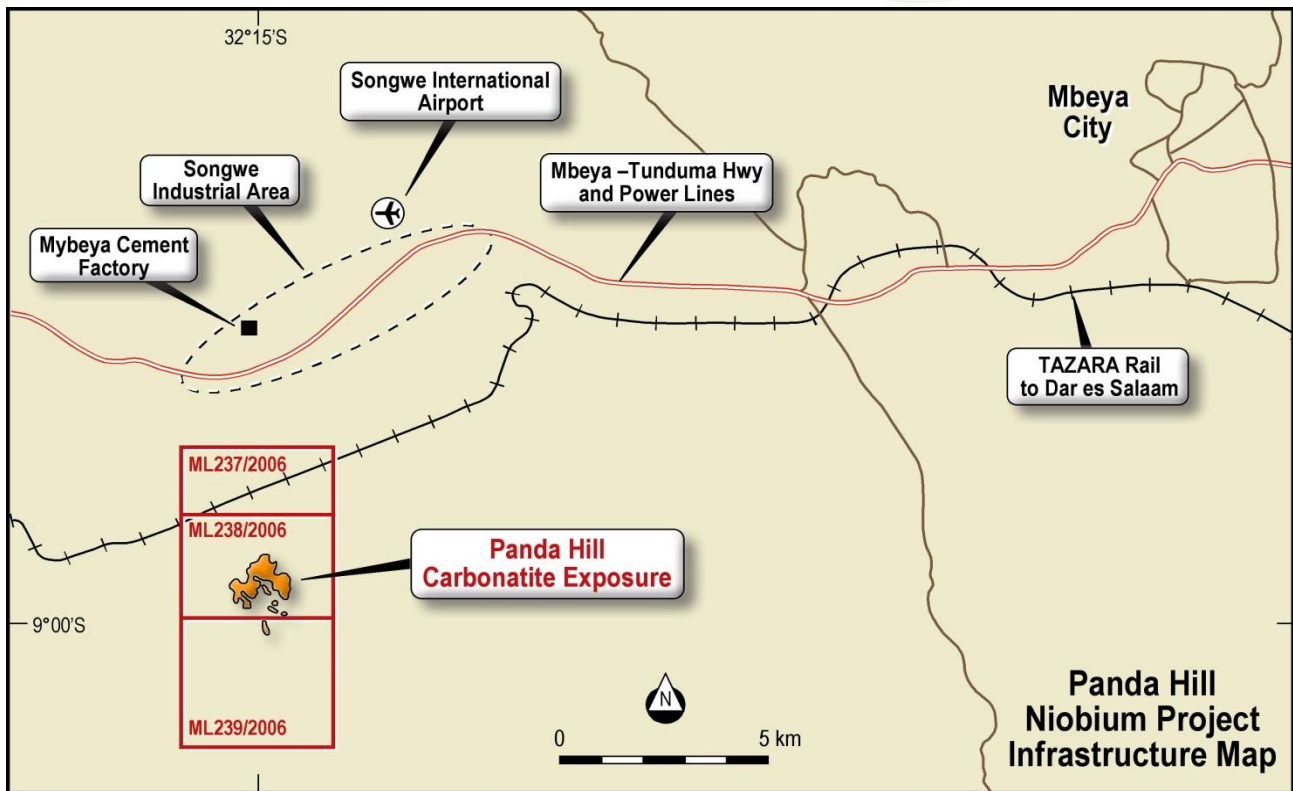 32°15'S
Songwe International
Airport
Mbeya
City
Songwe
Industrial Area
Mbeya –Tunduma Hwy
and Power Lines
Mybeya Cement
Factory
TAZARA Rail
to Dar es Salaam
ML237/2006
ML238/2006
Panda Hill
Carbonatite Exposure
9°00'S
ML239/2006
N
0 5 km
Panda Hill
Niobium Project
Infrastructure Map